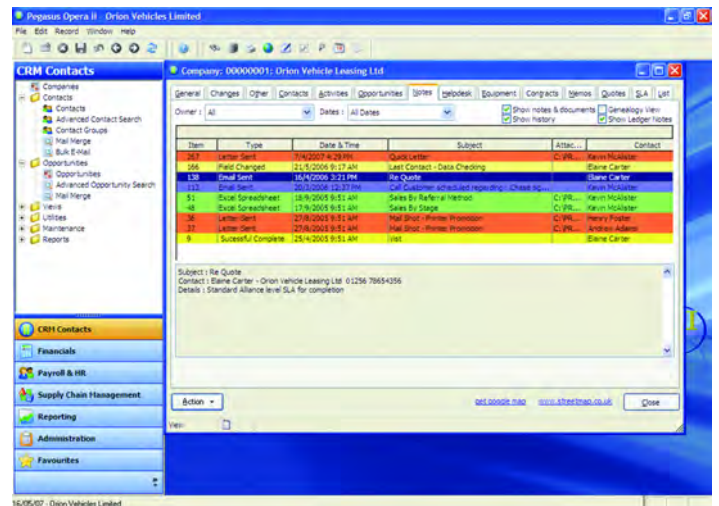 Pegasus Opera II - Orion Vehicles Limited
File Edit Record Window Help
CRM Contacts
Companies
Contacts
Contacts
Advanced Contact Search
Contact Groups
Mail Merge
Bulk E-Mail
Opportunities
Opportunities
Advanced Opportunity Search
Mail Merge
Views
Utilities
Maintenance
Reports
CRM Contacts
Financials
Payroll & HR
Supply Chain Management
Reporting
Administration
Favourites
Company: 00000001: Orion Vehicle Leasing Ltd
General Changes Other Contacts Activities Opportunities Notes Helpdesk Equipment Contracts Memos Quotes SLA List
Owner : All Dates : All Dates Show notes & documents Genealogy View
Show history Show Ledger Notes
Item Type Date & Time Subject Attac... Contact
267 Letter Sent 7/4/2007 4:29 PM Quick Letter C:\PR... Kevin McAlister
166 Field Changed 21/5/2006 9:17 AM Last Contact - Data Checking Elaine Carter
138 Email Sent 16/4/2006 3:21 PM Re Quote Elaine Carter
113 Email Sent 20/3/2006 12:37 PM Call Customer scheduled regarding: Chase sig... Kevin McAlister
51 Excel Spreadsheet 18/9/2005 9:51 AM Sales By Referral Method C:\PR... Kevin McAlister
48 Excel Spreadsheet 17/9/2005 9:51 AM Sales By Stage C:\PR... Kevin McAlister
36 Letter Sent 27/8/2005 9:51 AM Mail Shot - Printer Promotion C:\PR... Henry Foster
37 Letter Sent 27/8/2005 9:51 AM Mail Shot - Printer Promotion C:\PR... Andrew Adams
9 Sucessful Complete 25/4/2005 9:51 AM Visit Elaine Carter
Subject : Re Quote
Contact : Elaine Carter - Orion Vehicle Leasing Ltd 01256 78654356
Details : Standard Alliance level SLA for completion
Action get google map www.streetmap.co.uk Close
View:
16/05/07 - Orion Vehicles Limited